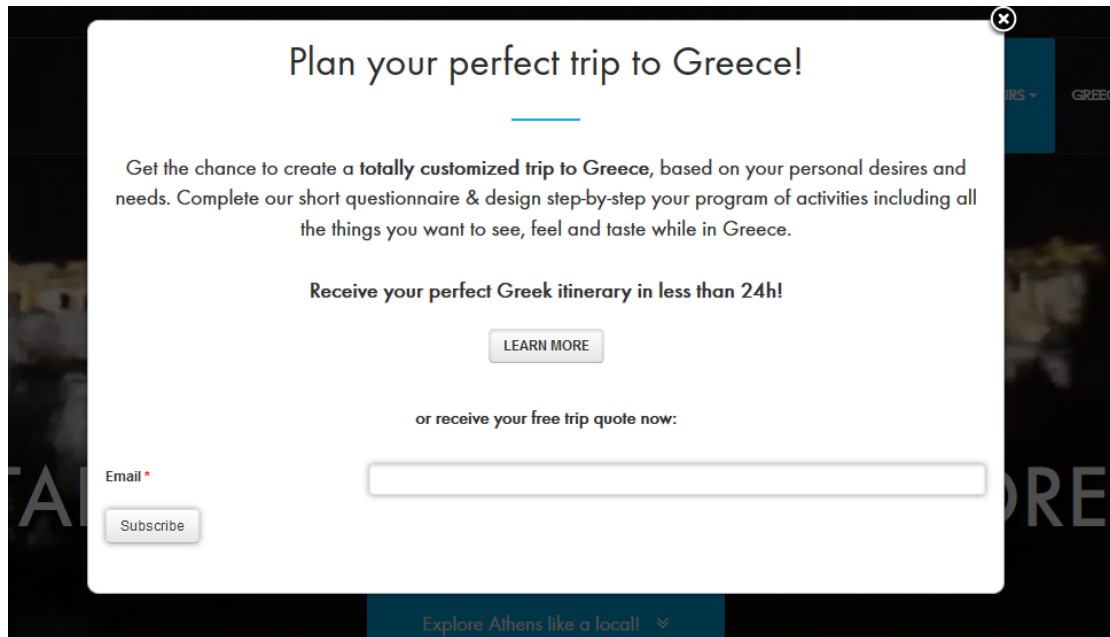 Plan your perfect trip to Greece!
Get the chance to create a totally customized trip to Greece, based on your personal desires and
needs. Complete our short questionnaire & design step-by-step your program of activities including all
the things you want to see, feel and taste while in Greece.
Receive your perfect Greek itinerary in less than 24h!
LEARN MORE
or receive your free trip quote now:
Email *
Subscribe
Explore Athens like a local!